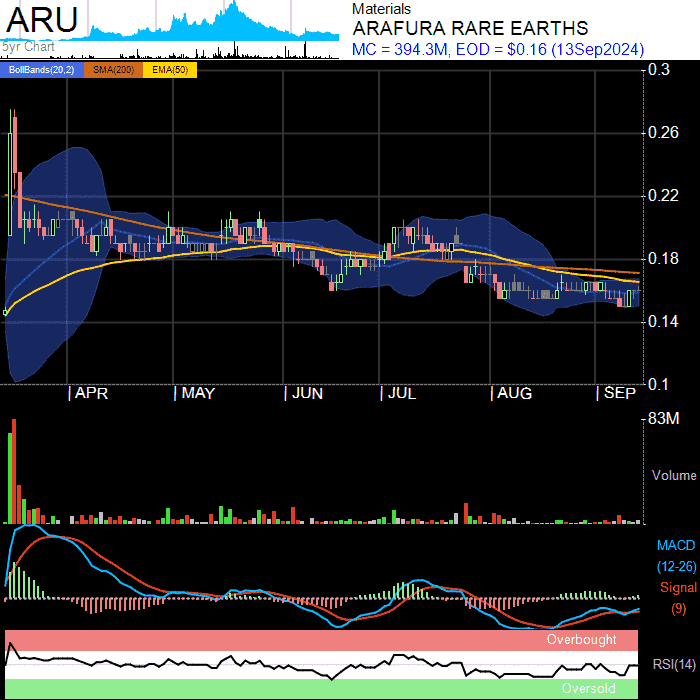 ARU
5yr Chart
Materials
ARAFURA RARE EARTHS
MC = 394.3M, EOD = $0.16 (13Sep2024)
BollBands(20,2) SMA(200) EMA(50)
0.3
0.26
0.22
0.18
0.14
0.1
APR MAY JUN JUL AUG SEP
83M
Volume
MACD
(12-26)
Signal
(9)
Overbought
RSI(14)
Oversold